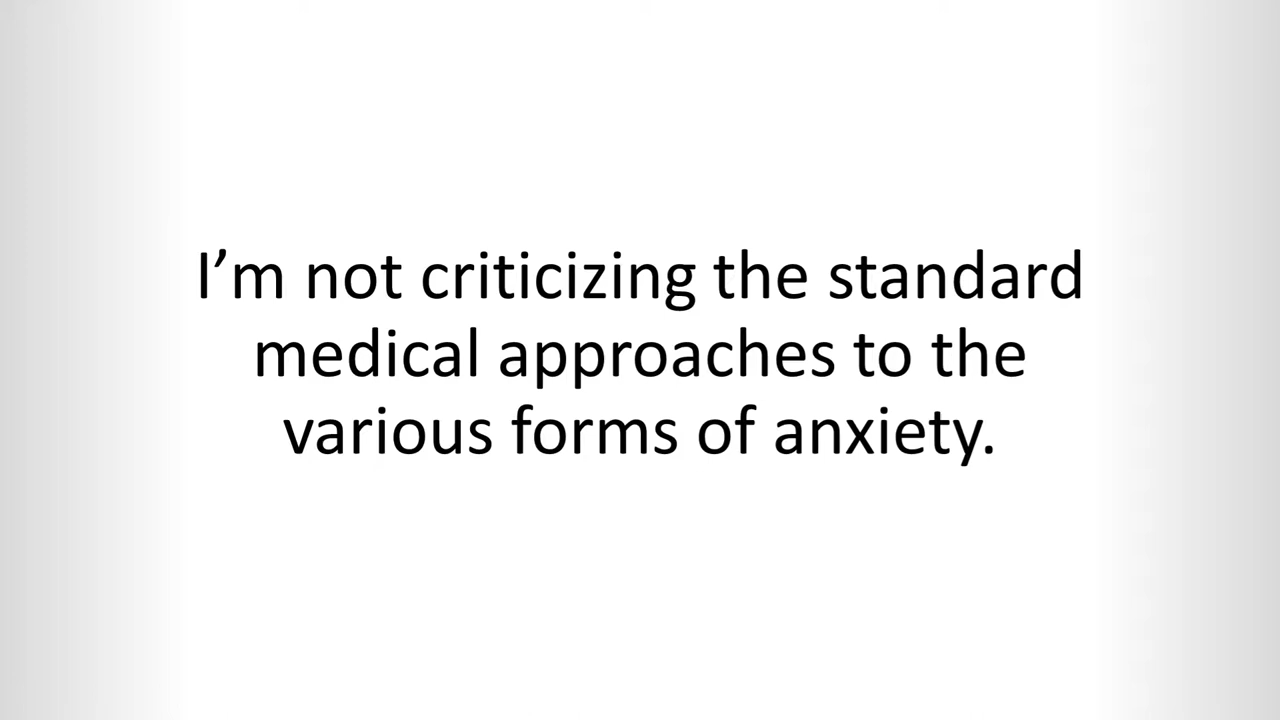 I’m not criticizing the standard
medical approaches to the
various forms of anxiety.